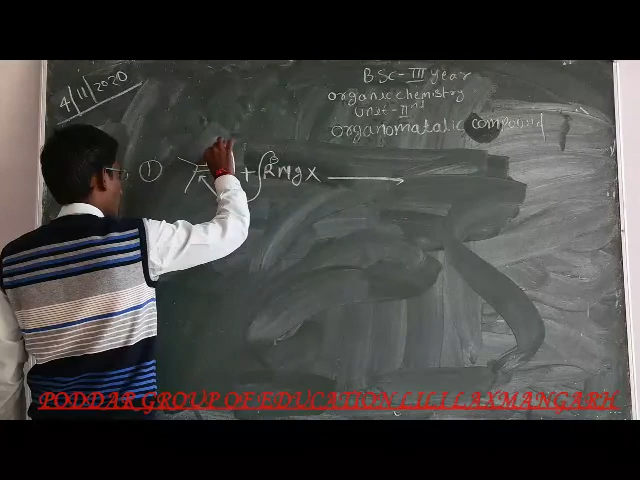 4/11/2020
BSC-III year
organic chemistry
unit-IInd
organomatalic compound
① + RMgX
PODDAR GROUP OF EDUCATION LILI LAXMANGARH